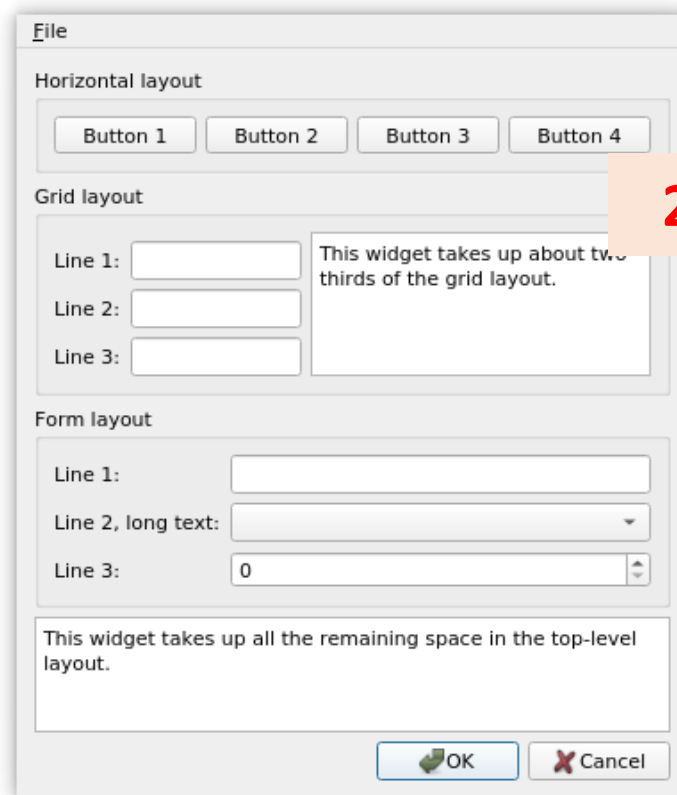 File
Horizontal layout
Button 1 Button 2 Button 3 Button 4
Grid layout
2
Line 1:
This widget takes up about two
thirds of the grid layout.
Line 2:
Line 3:
Form layout
Line 1:
Line 2, long text:
Line 3: 0
This widget takes up all the remaining space in the top-level
layout.
OK Cancel